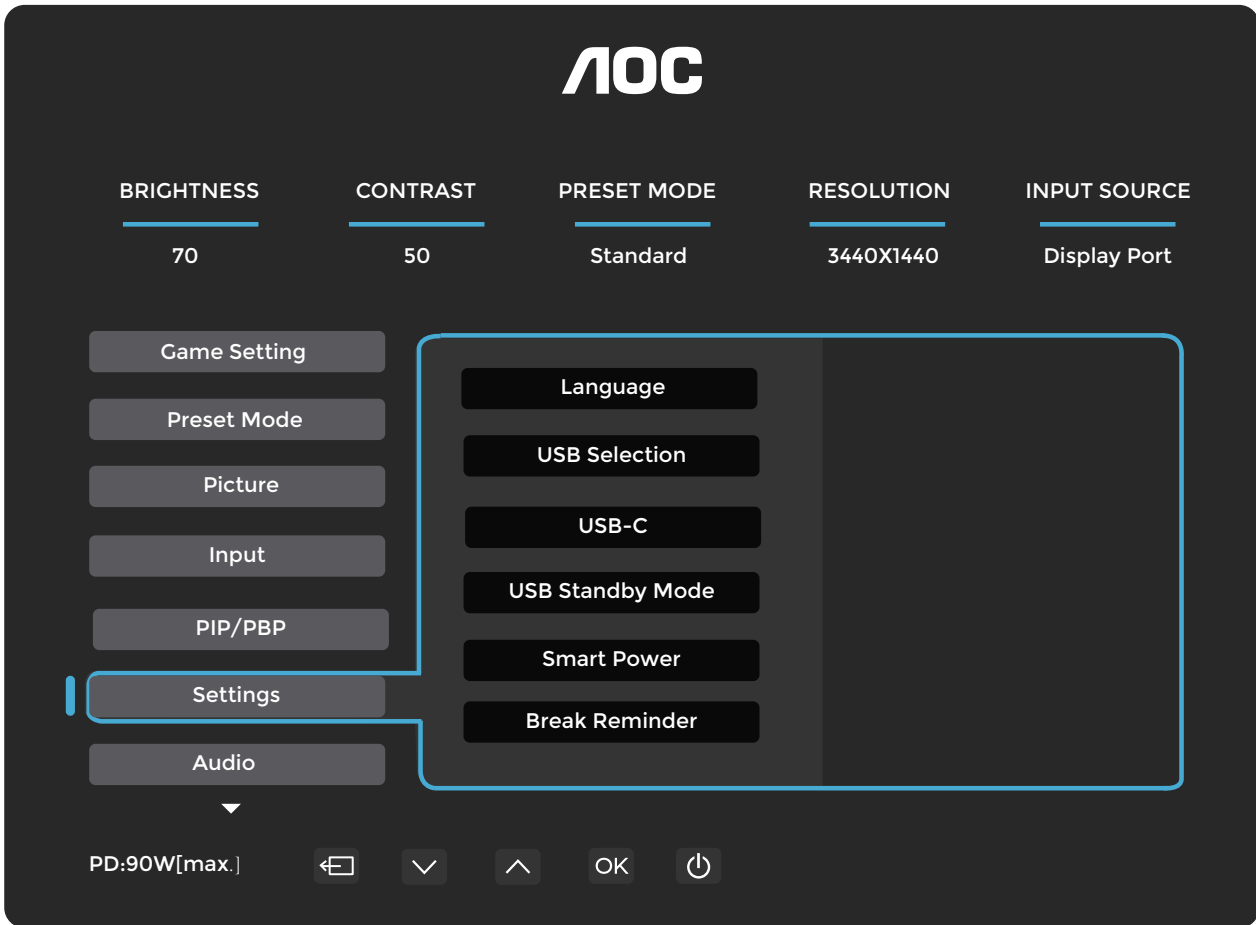 AOC
BRIGHTNESS CONTRAST PRESET MODE RESOLUTION INPUT SOURCE
70 50 Standard 3440X1440 Display Port
Game Setting
Preset Mode
Picture
Input
PIP/PBP
Settings
Audio
Language
USB Selection
USB-C
USB Standby Mode
Smart Power
Break Reminder
PD:90W[max.]
OK